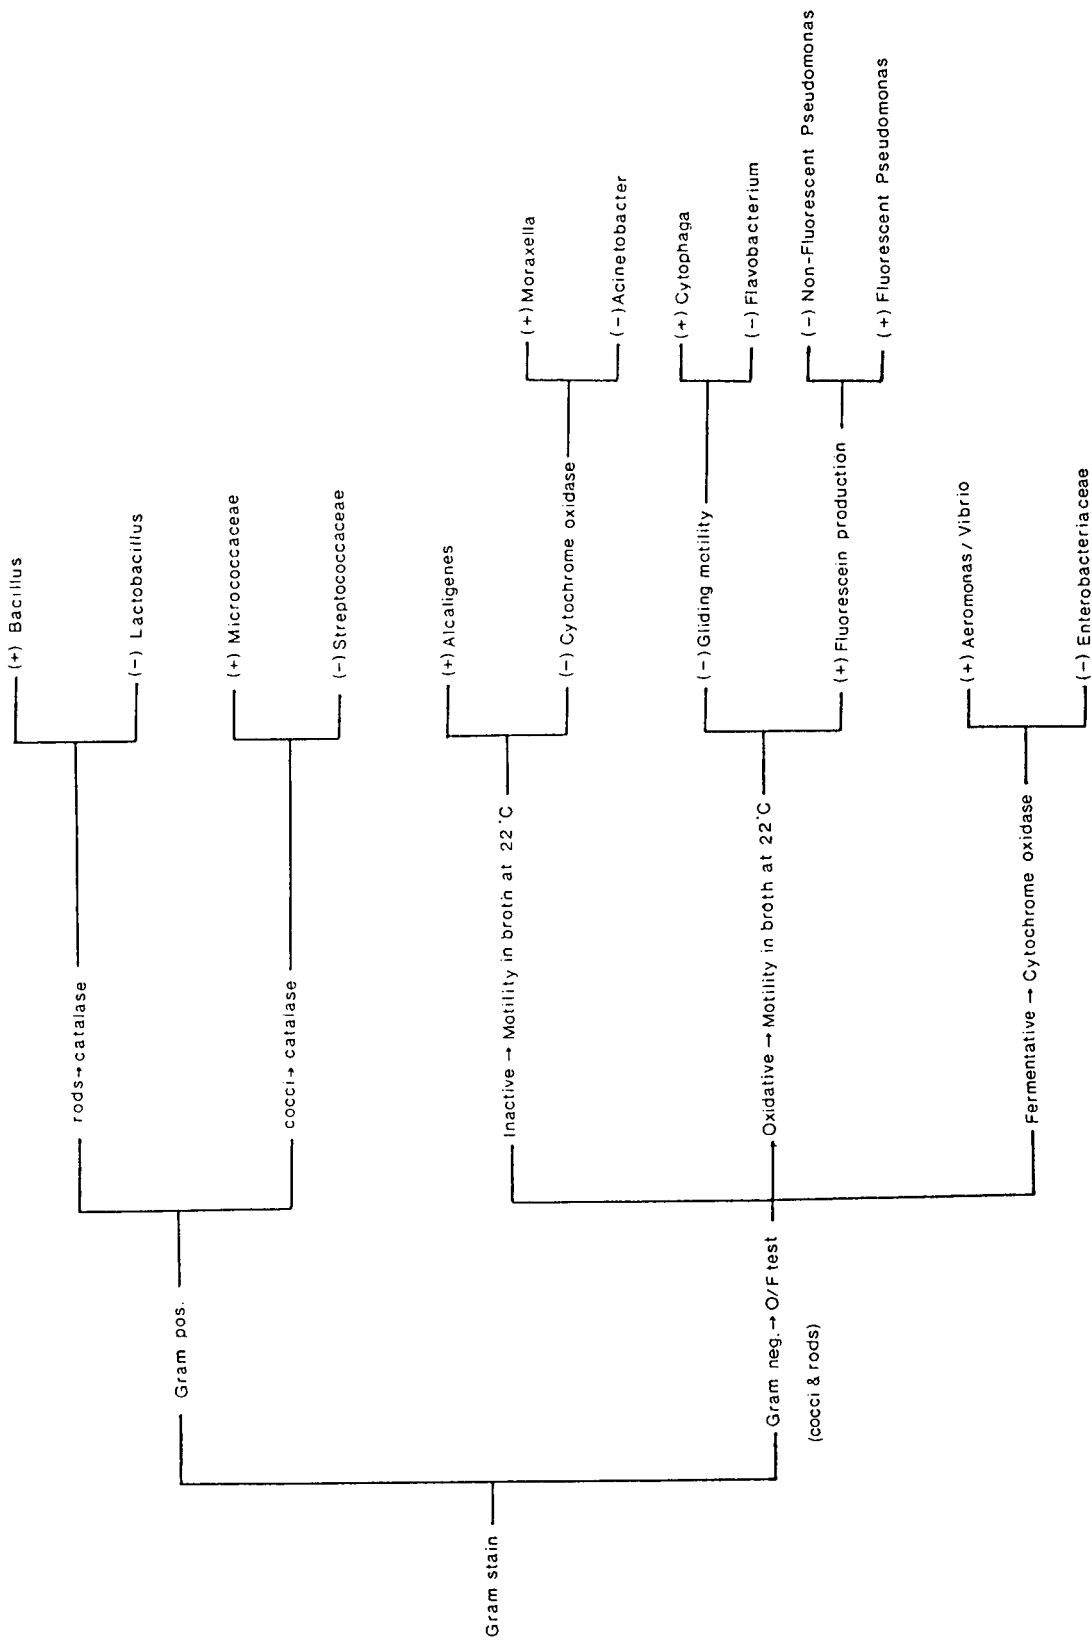 Gram stain
Gram pos.
rods → catalase
(+) Bacillus
(−) Lactobacillus
cocci → catalase
(+) Micrococcaceae
(−) Streptococcaceae
Gram neg. → O/F test
(cocci & rods)
Inactive → Motility in broth at 22°C
(+) Alcaligenes
(−) Cytochrome oxidase
(+) Moraxella
(−) Acinetobacter
Oxidative → Motility in broth at 22°C
(−) Gliding motility
(+) Cytophaga
(−) Flavobacterium
(+) Fluorescein production
(−) Non-Fluorescent Pseudomonas
(+) Fluorescent Pseudomonas
Fermentative → Cytochrome oxidase
(+) Aeromonas / Vibrio
(−) Enterobacteriaceae